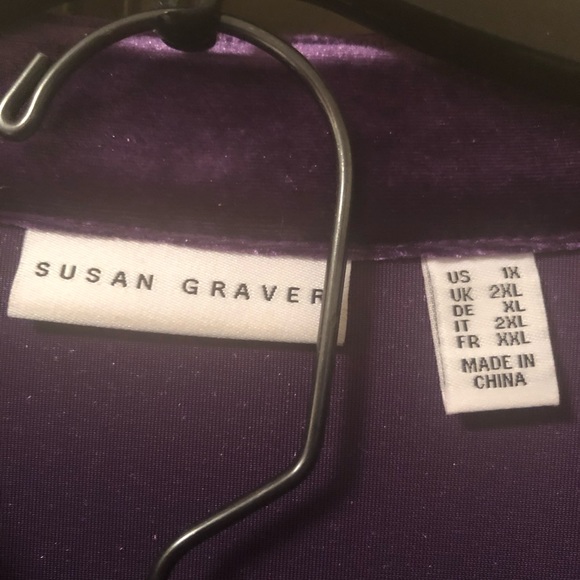 SUSAN GRAVER
US 1X
UK 2XL
DE XL
IT 2XL
FR XXL
MADE IN
CHINA